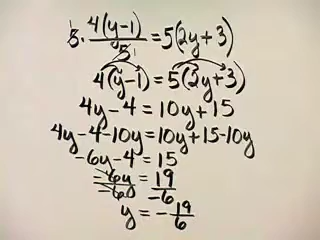 5 · 4(y-1)/5 = 5(2y+3)
4(y-1) = 5(2y+3)
4y-4 = 10y+15
4y-4-10y = 10y+15-10y
-6y-4 = 15
-6y/-6 = 19/-6
y = -19/6